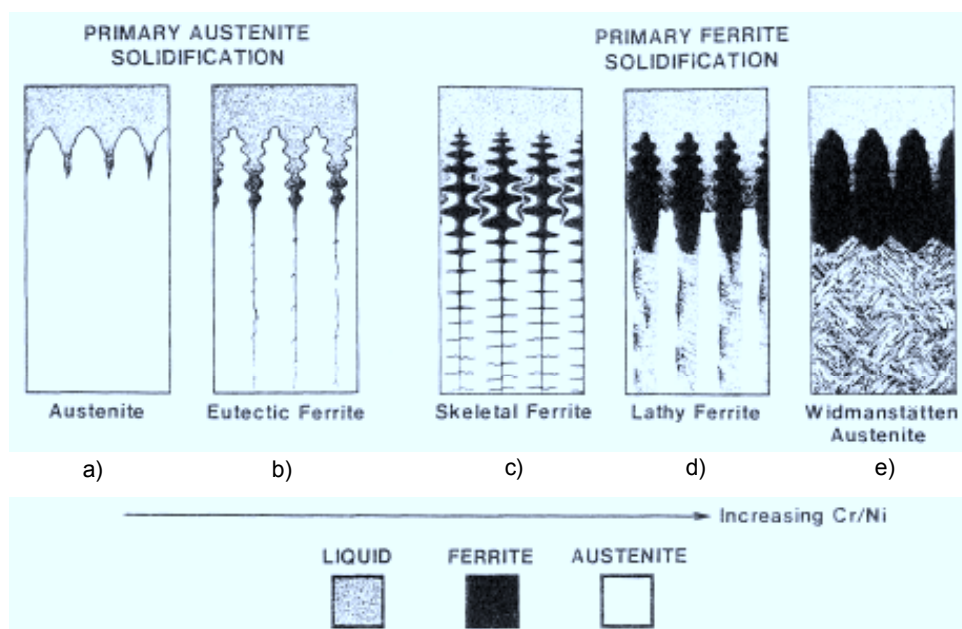 PRIMARY AUSTENITE
SOLIDIFICATION
PRIMARY FERRITE
SOLIDIFICATION
Austenite
Eutectic Ferrite
Skeletal Ferrite
Lathy Ferrite
Widmanstätten
Austenite
a)
b)
c)
d)
e)
Increasing Cr/Ni
LIQUID
FERRITE
AUSTENITE